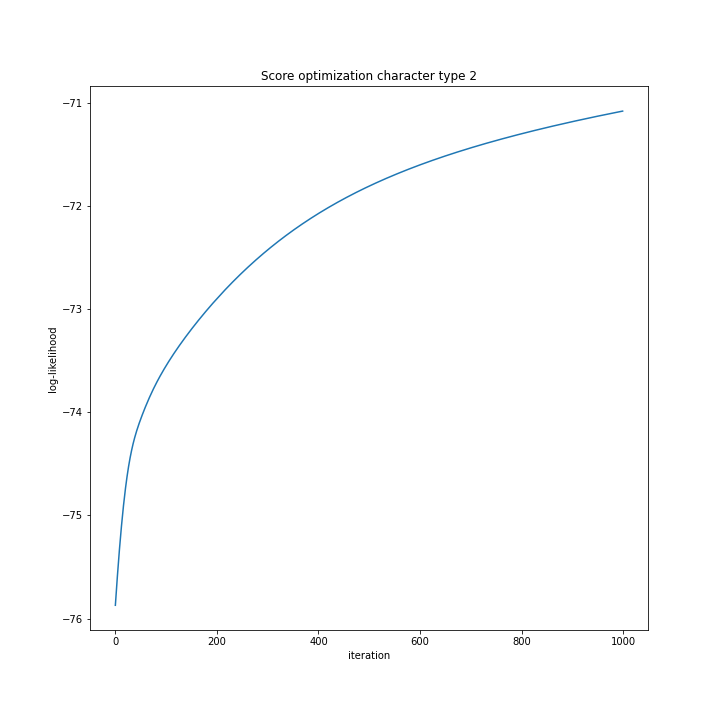 Score optimization character type 2
−71
−72
−73
−74
−75
−76
log-likelihood
0 200 400 600 800 1000
iteration